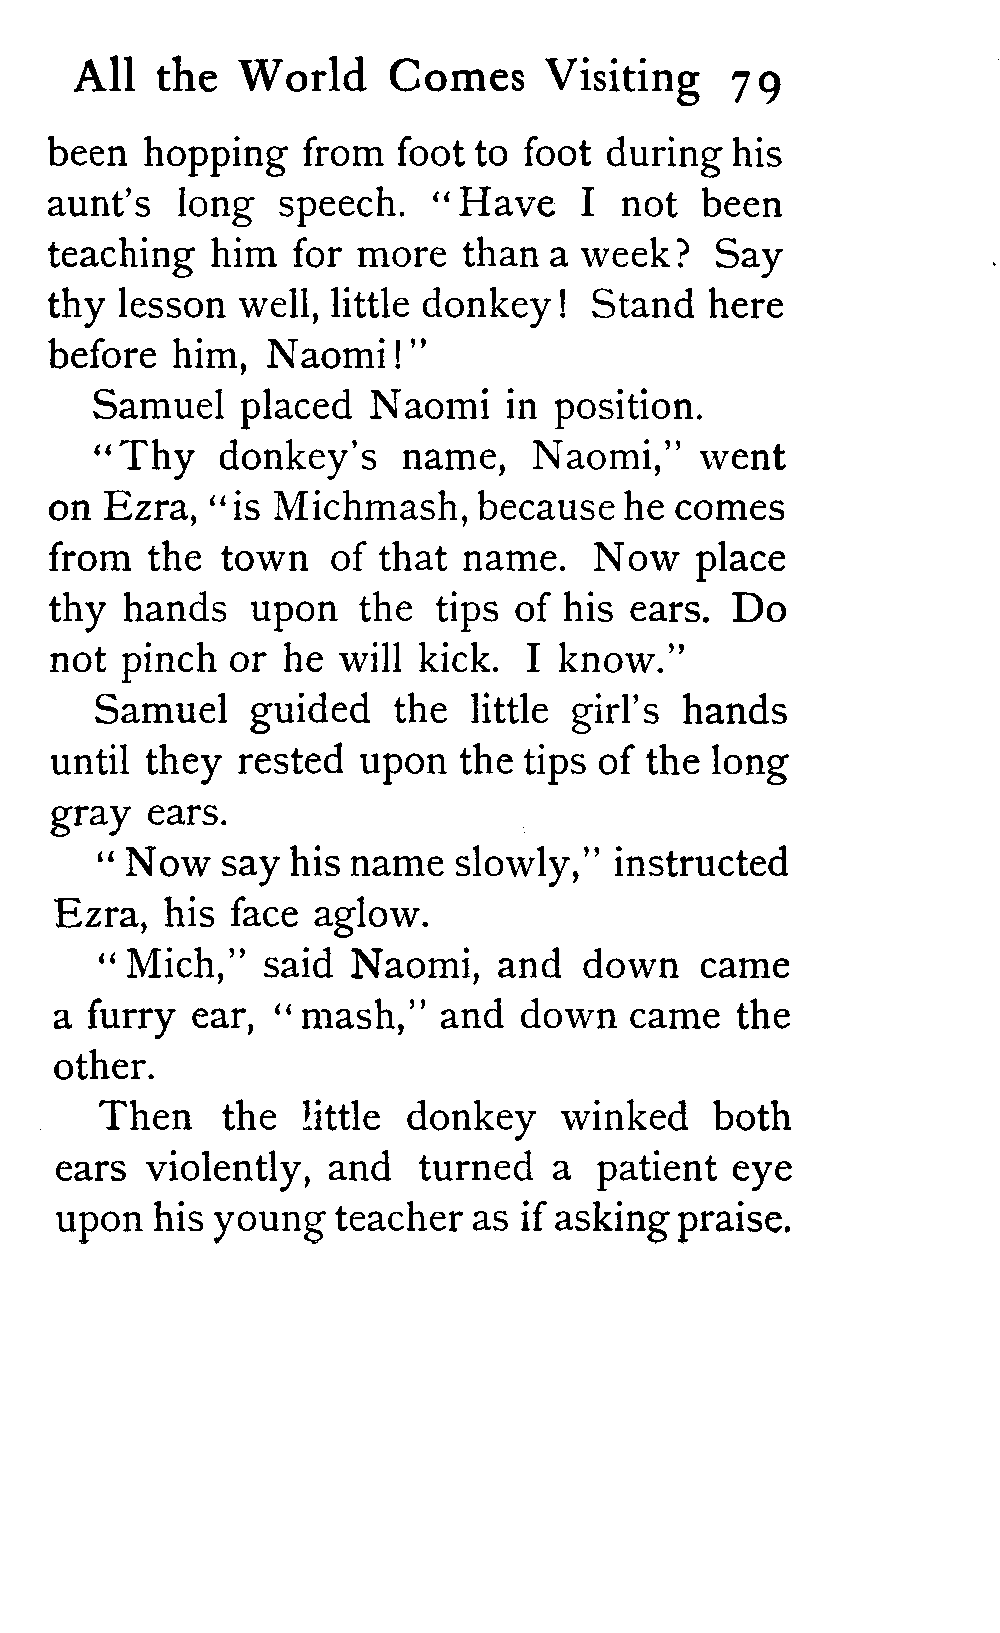 All the World Comes Visiting 79
been hopping from foot to foot during his
aunt's long speech. "Have I not been
teaching him for more than a week? Say
thy lesson well, little donkey! Stand here
before him, Naomi!"
Samuel placed Naomi in position.
"Thy donkey's name, Naomi," went
on Ezra, "is Michmash, because he comes
from the town of that name. Now place
thy hands upon the tips of his ears. Do
not pinch or he will kick. I know."
Samuel guided the little girl's hands
until they rested upon the tips of the long
gray ears.
"Now say his name slowly," instructed
Ezra, his face aglow.
"Mich," said Naomi, and down came
a furry ear, "mash," and down came the
other.
Then the little donkey winked both
ears violently, and turned a patient eye
upon his young teacher as if asking praise.